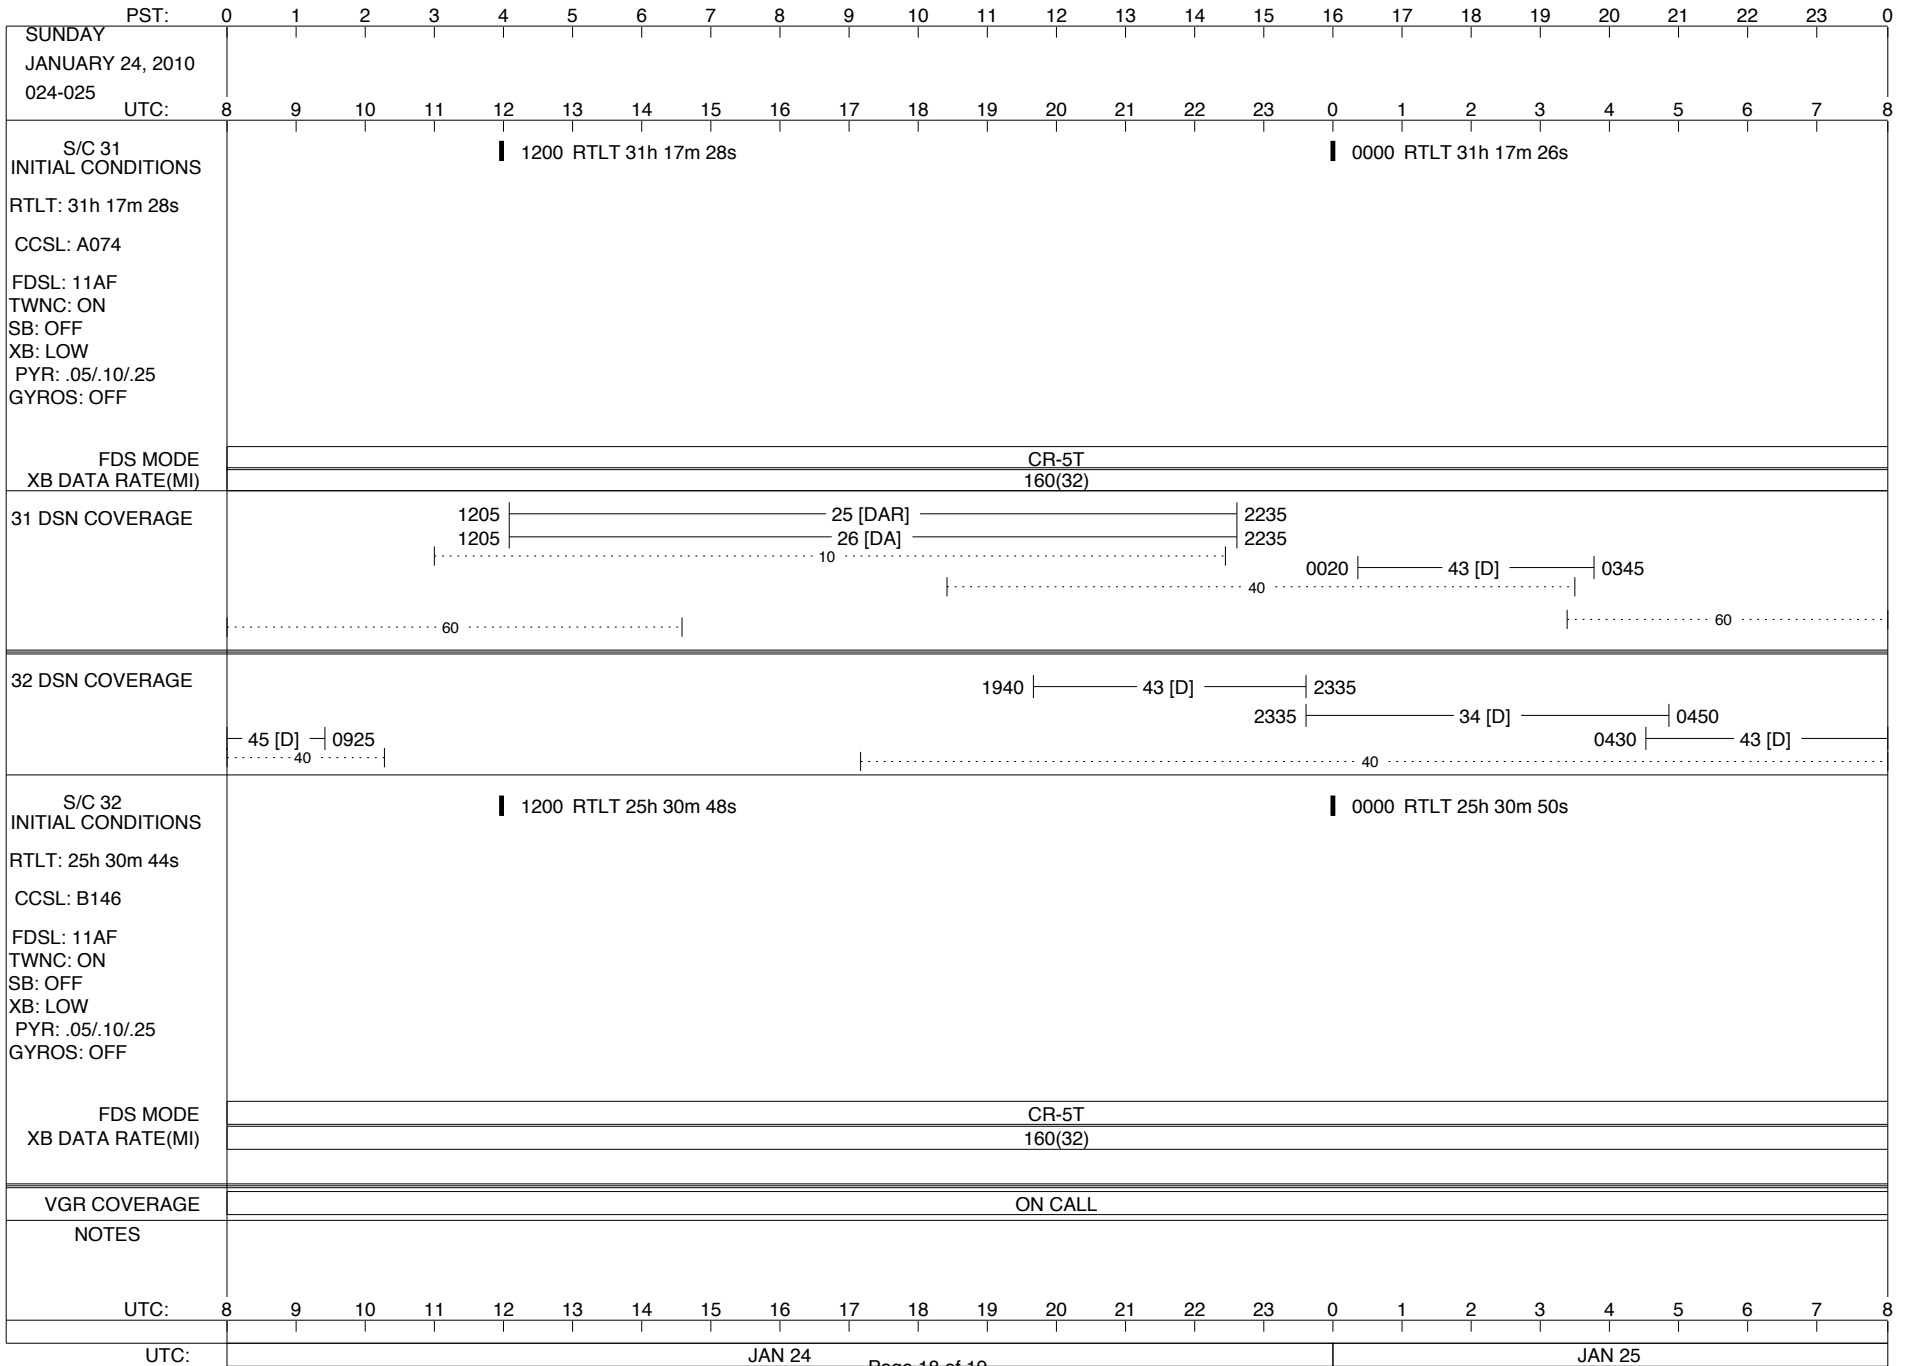 PST: 0 1 2 3 4 5 6 7 8 9 10 11 12 13 14 15 16 17 18 19 20 21 22 23 0
SUNDAY
JANUARY 24, 2010
024-025
UTC: 8 9 10 11 12 13 14 15 16 17 18 19 20 21 22 23 0 1 2 3 4 5 6 7 8
S/C 31
INITIAL CONDITIONS
1200 RTLT 31h 17m 28s
0000 RTLT 31h 17m 26s
RTLT: 31h 17m 28s
CCSL: A074
FDSL: 11AF
TWNC: ON
SB: OFF
XB: LOW
PYR: .05/.10/.25
GYROS: OFF
FDS MODE CR-5T
XB DATA RATE(MI) 160(32)
31 DSN COVERAGE
1205 25 [DAR] 2235
1205 26 [DA] 2235
10
0020 43 [D] 0345
40
60
60
32 DSN COVERAGE
1940 43 [D] 2335
2335 34 [D] 0450
45 [D] 0925
0430 43 [D]
40
40
S/C 32
INITIAL CONDITIONS
1200 RTLT 25h 30m 48s
0000 RTLT 25h 30m 50s
RTLT: 25h 30m 44s
CCSL: B146
FDSL: 11AF
TWNC: ON
SB: OFF
XB: LOW
PYR: .05/.10/.25
GYROS: OFF
FDS MODE CR-5T
XB DATA RATE(MI) 160(32)
VGR COVERAGE ON CALL
NOTES
UTC: 8 9 10 11 12 13 14 15 16 17 18 19 20 21 22 23 0 1 2 3 4 5 6 7 8
UTC: JAN 24 JAN 25
Page 18 of 19